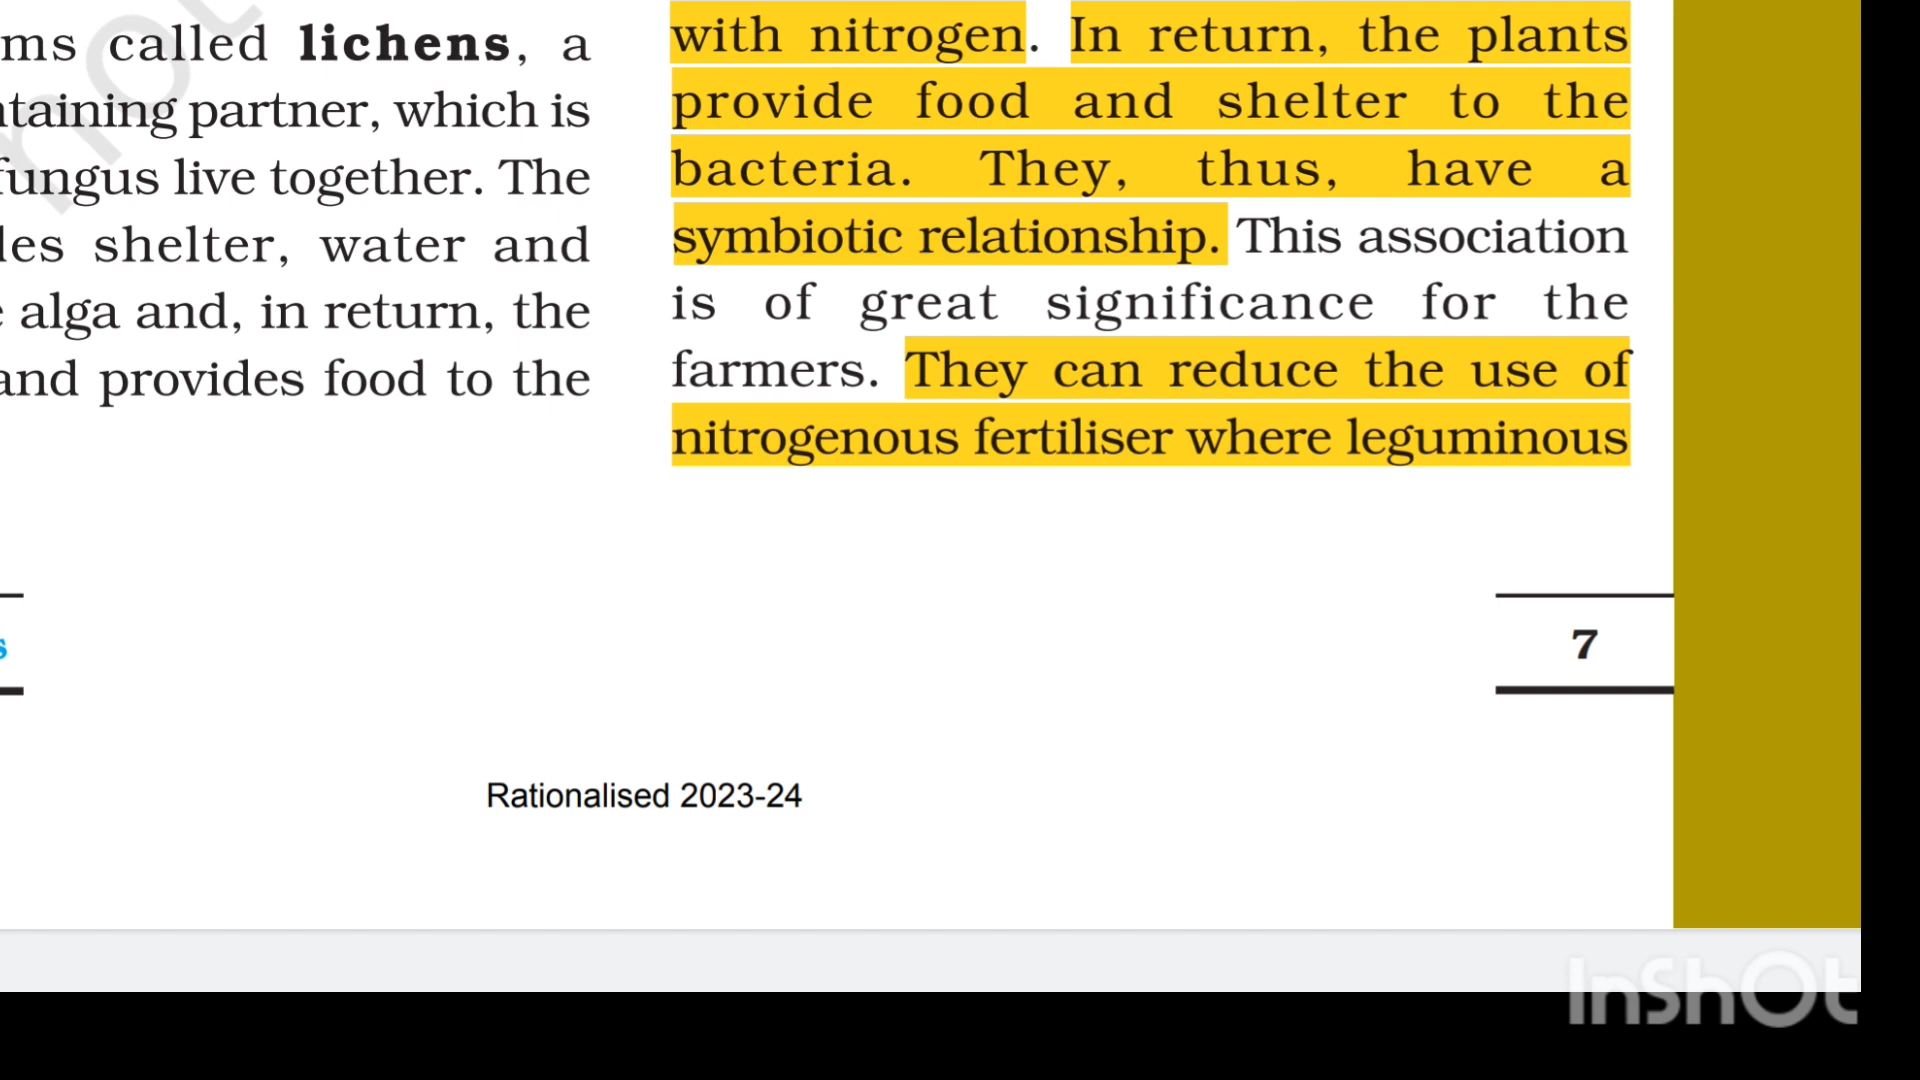 ms called lichens, a
ntaining partner, which is
fungus live together. The
les shelter, water and
alga and, in return, the
and provides food to the
with nitrogen. In return, the plants
provide food and shelter to the
bacteria. They, thus, have a
symbiotic relationship. This association
is of great significance for the
farmers. They can reduce the use of
nitrogenous fertiliser where leguminous
s
7
Rationalised 2023-24
not
InShOt